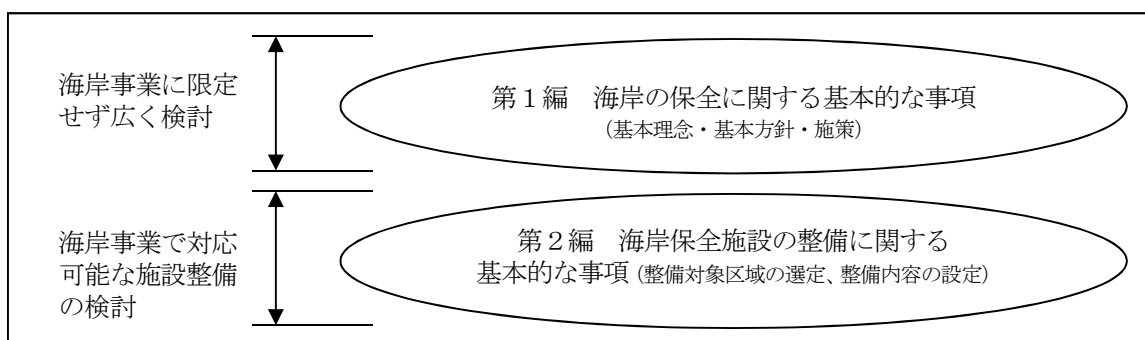 海岸事業に限定
せず広く検討
第１編　海岸の保全に関する基本的な事項
(基本理念・基本方針・施策)
海岸事業で対応
可能な施設整備
の検討
第２編　海岸保全施設の整備に関する
基本的な事項（整備対象区域の選定、整備内容の設定）